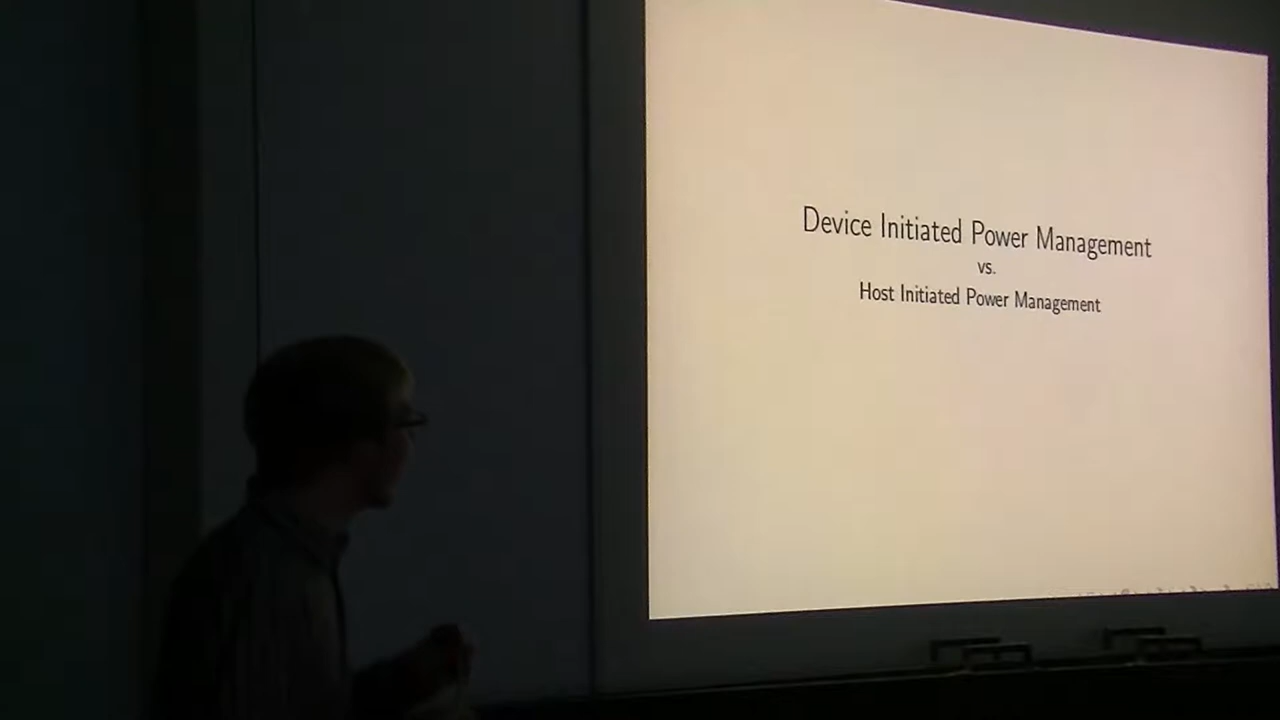 Device Initiated Power Management
vs.
Host Initiated Power Management